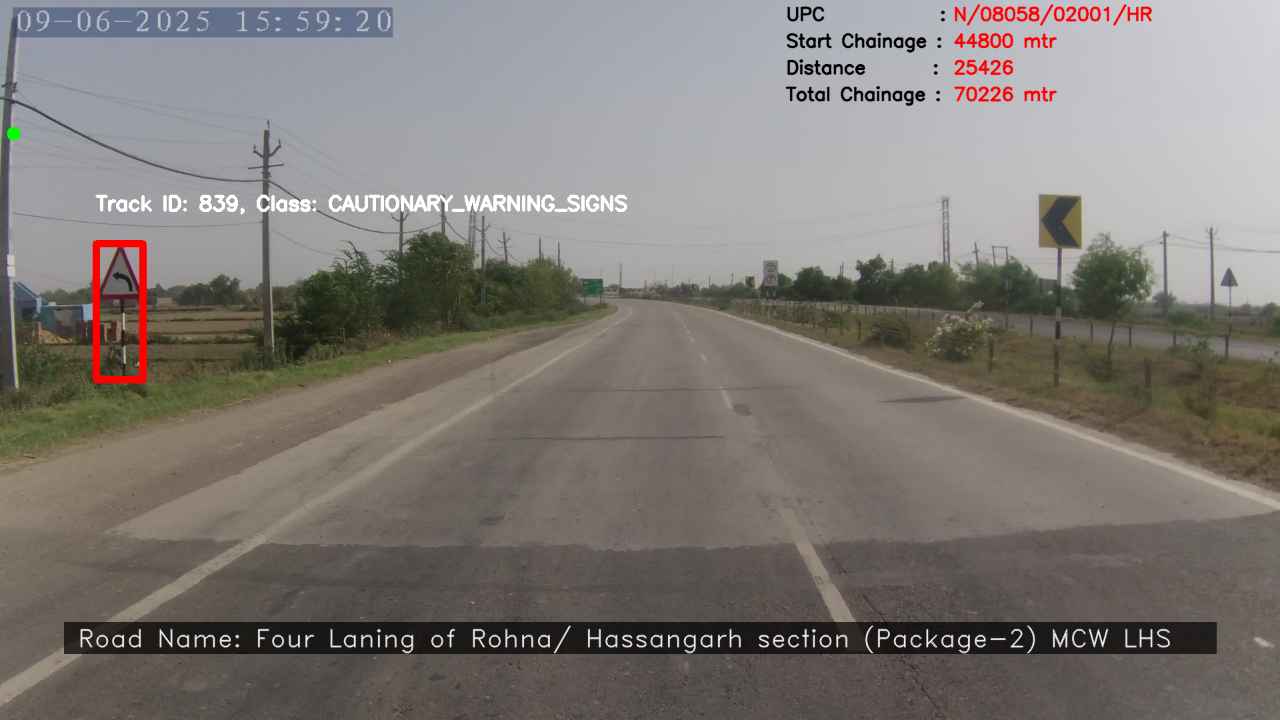 09-06-2025 15:59:20
UPC : N/08058/02001/HR
Start Chainage : 44800 mtr
Distance : 25426
Total Chainage : 70226 mtr
Track ID: 839, Class: CAUTIONARY_WARNING_SIGNS
Road Name: Four Laning of Rohna/ Hassangarh section (Package-2) MCW LHS